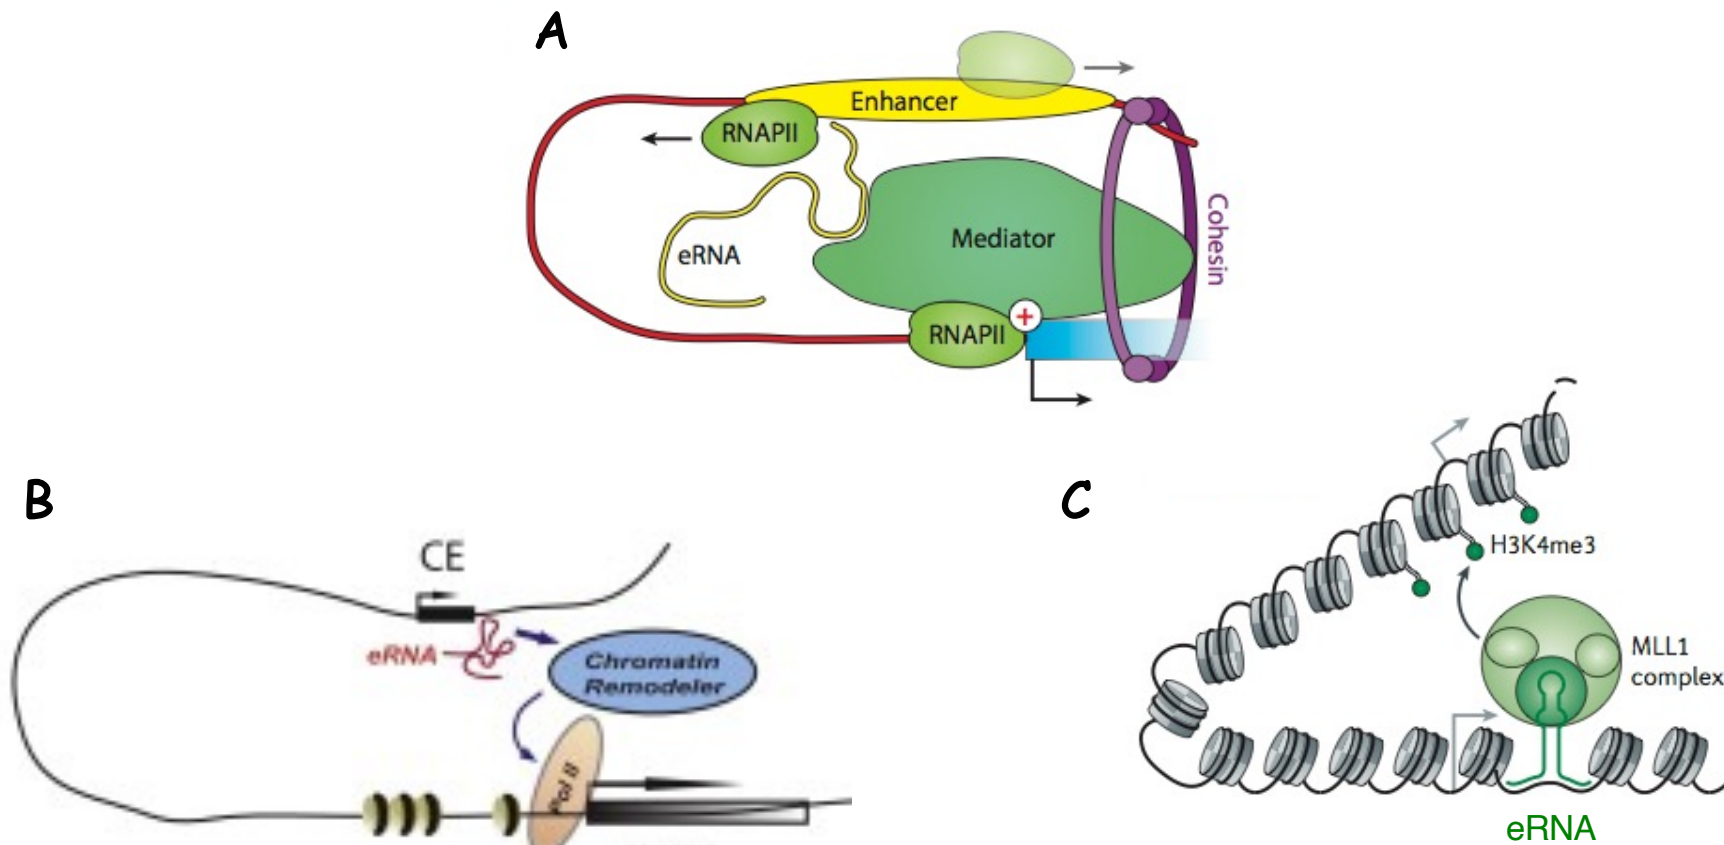 A
Enhancer
RNAPII
eRNA
Mediator
Cohesin
RNAPII
+
B
CE
eRNA
Chromatin
Remodeler
Pol II
C
H3K4me3
MLL1
complex
eRNA